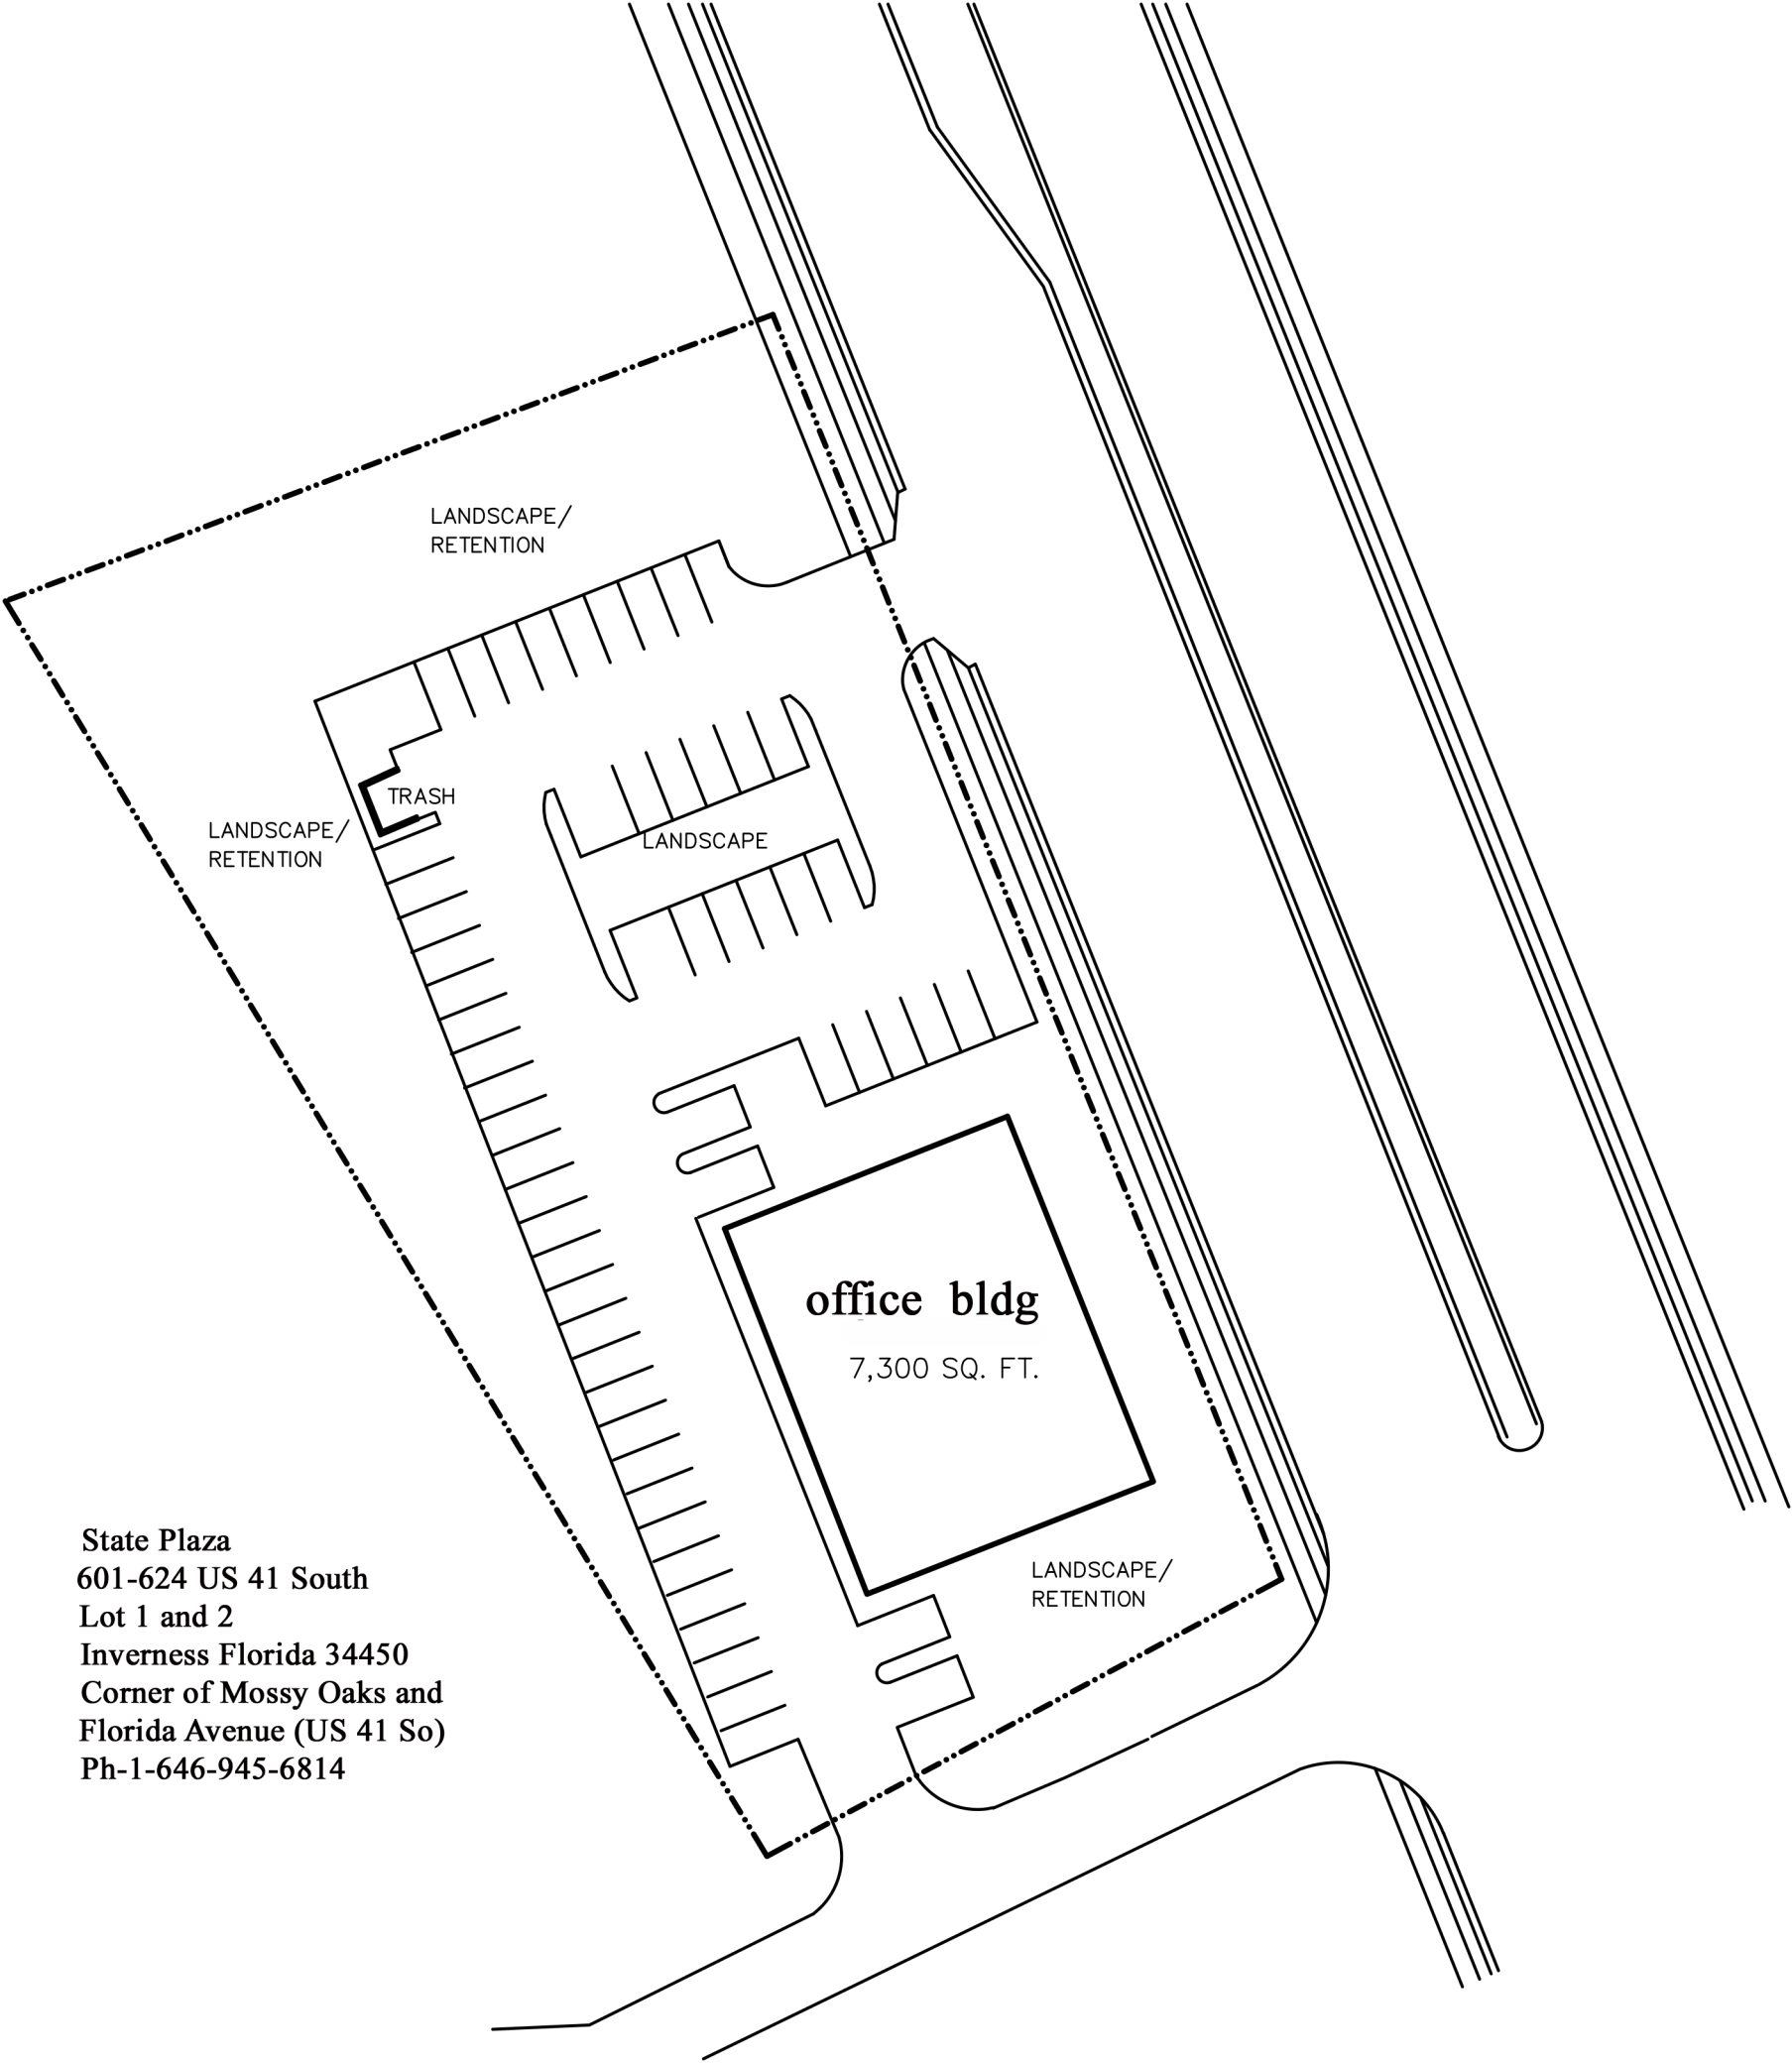 LANDSCAPE/
RETENTION
TRASH
LANDSCAPE/
RETENTION
LANDSCAPE
office bldg
7,300 SQ. FT.
LANDSCAPE/
RETENTION
State Plaza
601-624 US 41 South
Lot 1 and 2
Inverness Florida 34450
Corner of Mossy Oaks and
Florida Avenue (US 41 So)
Ph-1-646-945-6814